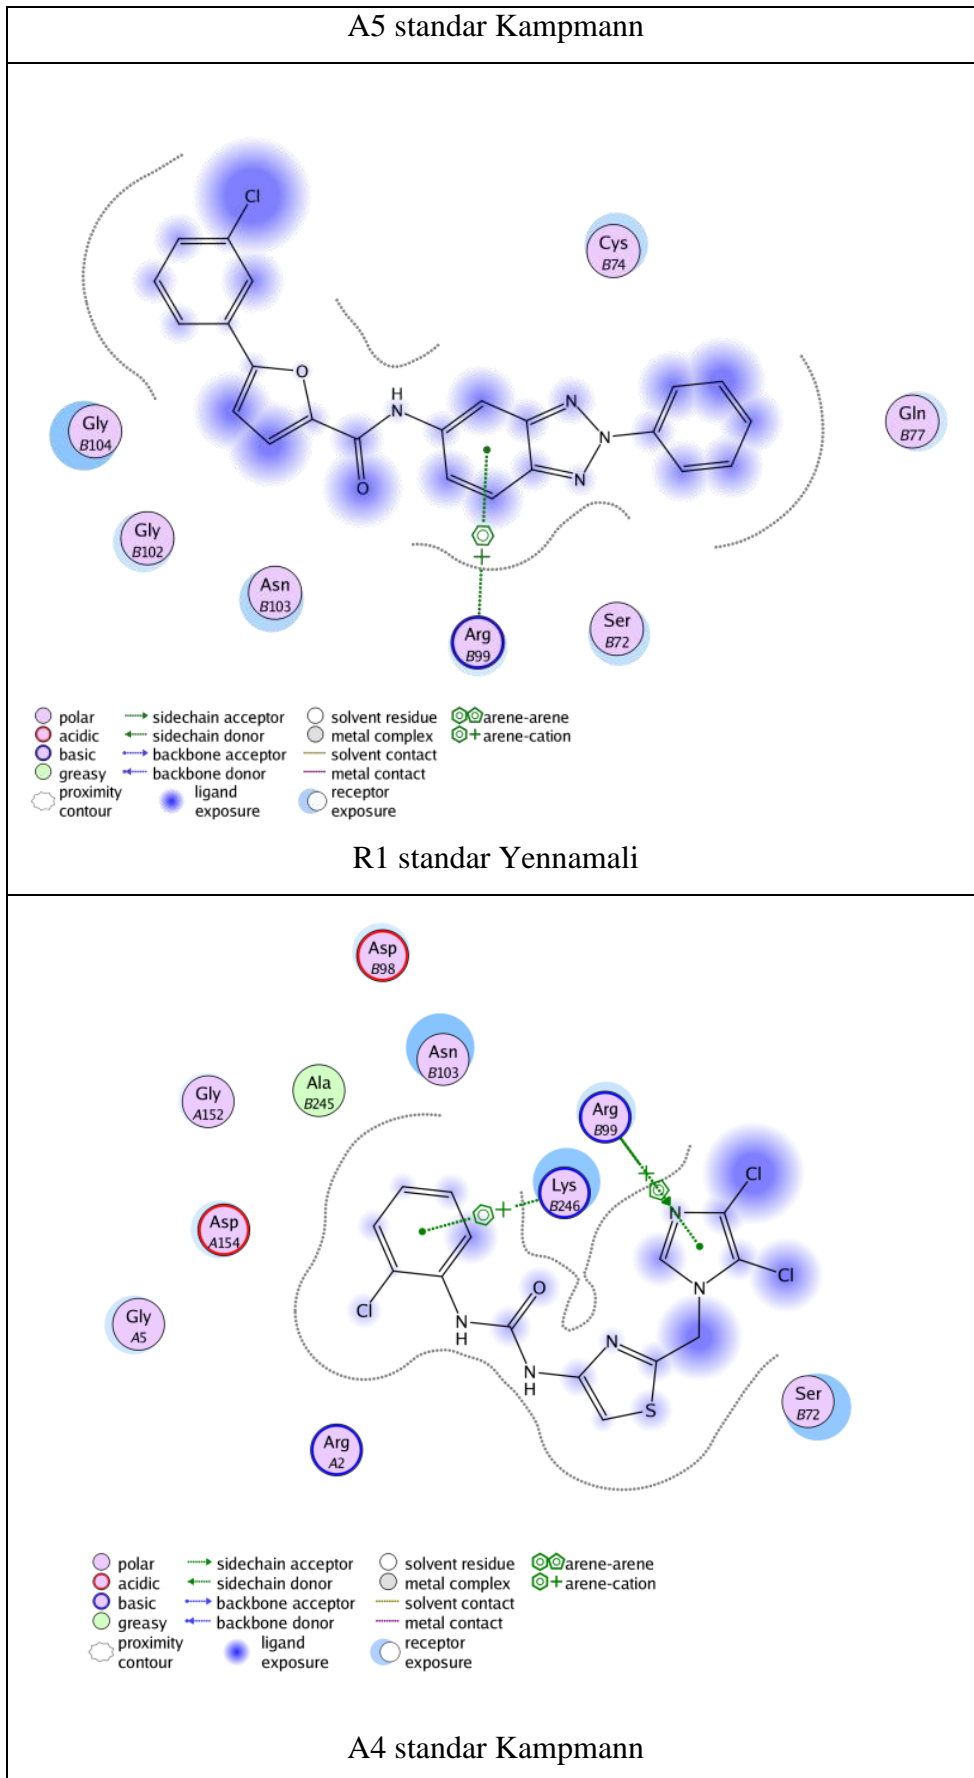 A5 standar Kampmann
Cl
Cys
B74
O
H
N
N
N
N
O
Gln
B77
Gly
B104
Gly
B102
Asn
B103
Arg
B99
Ser
B72
polar sidechain acceptor solvent residue arene-arene
acidic sidechain donor metal complex arene-cation
basic backbone acceptor solvent contact
greasy backbone donor metal contact
proximity contour ligand exposure receptor exposure
R1 standar Yennamali
Asp
B98
Asn
B103
Ala
B245
Gly
A152
Arg
B99
Lys
B246
Cl
N
Asp
A154
Cl
N
O
Cl
N
H
N
H
N
S
Gly
A5
Ser
B72
Arg
A2
polar sidechain acceptor solvent residue arene-arene
acidic sidechain donor metal complex arene-cation
basic backbone acceptor solvent contact
greasy backbone donor metal contact
proximity contour ligand exposure receptor exposure
A4 standar Kampmann